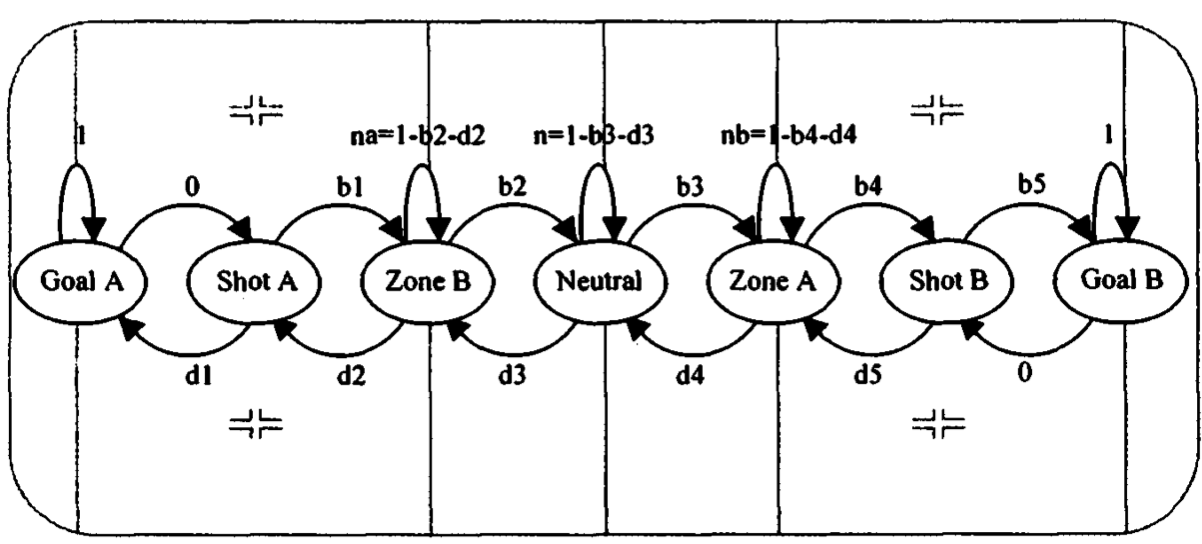 1 na=1-b2-d2 n=1-b3-d3 nb=1-b4-d4 1
0 b1 b2 b3 b4 b5
Goal A Shot A Zone B Neutral Zone A Shot B Goal B
d1 d2 d3 d4 d5 0